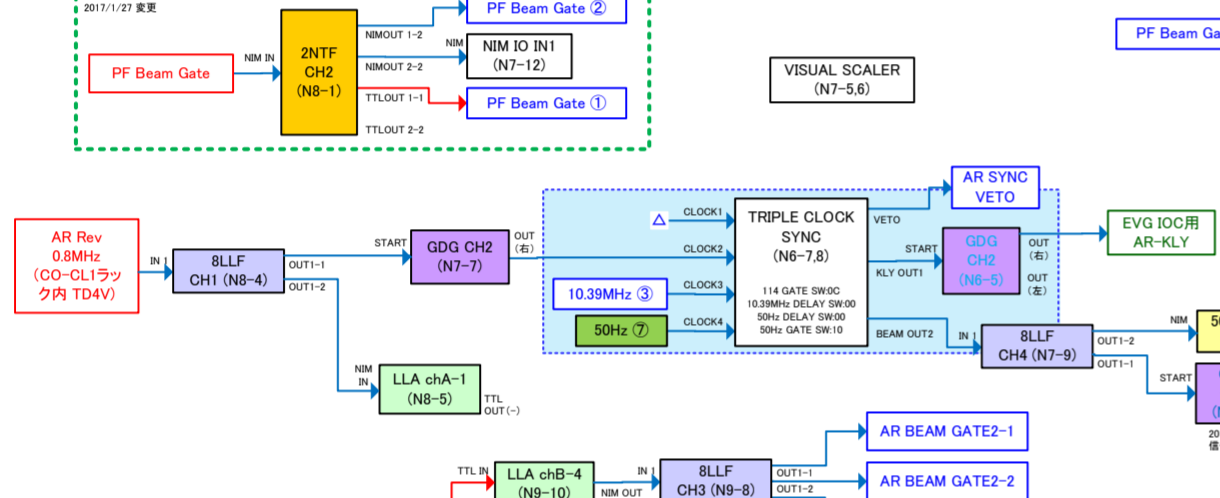 2017/1/27 変更
PF Beam Gate ②
NIMOUT 1-2
2NTF
CH2
(N8-1)
NIM IN
PF Beam Gate
NIM
NIM IO IN1
(N7-12)
NIMOUT 2-2
TTLOUT 1-1
PF Beam Gate ①
TTLOUT 2-2
VISUAL SCALER
(N7-5,6)
PF Beam Ga
AR Rev
0.8MHz
(CO-CL1ラッ
ク内 TD4V)
IN 1
8LLF
CH1 (N8-4)
OUT1-1
OUT1-2
START
GDG CH2
(N7-7)
OUT
(右)
△
CLOCK1
CLOCK2
10.39MHz ③
CLOCK3
50Hz ⑦
CLOCK4
TRIPLE CLOCK
SYNC
(N6-7,8)
114 GATE SW:0C
10.39MHz DELAY SW:00
50Hz DELAY SW:00
50Hz GATE SW:10
VETO
AR SYNC
VETO
START
KLY OUT1
GDG
CH2
(N6-5)
OUT
(右)
OUT
(左)
EVG IOC用
AR-KLY
BEAM OUT2
IN 1
8LLF
CH4 (N7-9)
OUT1-2
OUT1-1
NIM
START
NIM
IN
LLA chA-1
(N8-5)
TTL
OUT(-)
TTL IN
LLA chB-4
(N9-10)
NIM OUT
IN 1
8LLF
CH3 (N9-8)
OUT1-1
OUT1-2
AR BEAM GATE2-1
AR BEAM GATE2-2
20
信